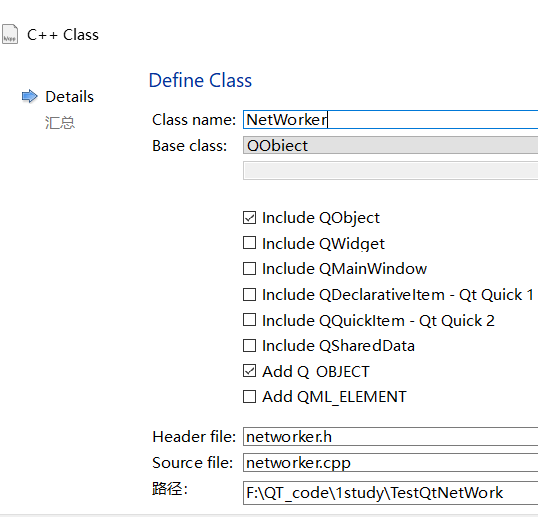 C++ Class
Define Class
Details
汇总
Class name: NetWorker
Base class: QObject
Include QObject
Include QWidget
Include QMainWindow
Include QDeclarativeItem - Qt Quick 1
Include QQuickItem - Qt Quick 2
Include QSharedData
Add Q_OBJECT
Add QML_ELEMENT
Header file: networker.h
Source file: networker.cpp
路径: F:\QT_code\1study\TestQtNetWork